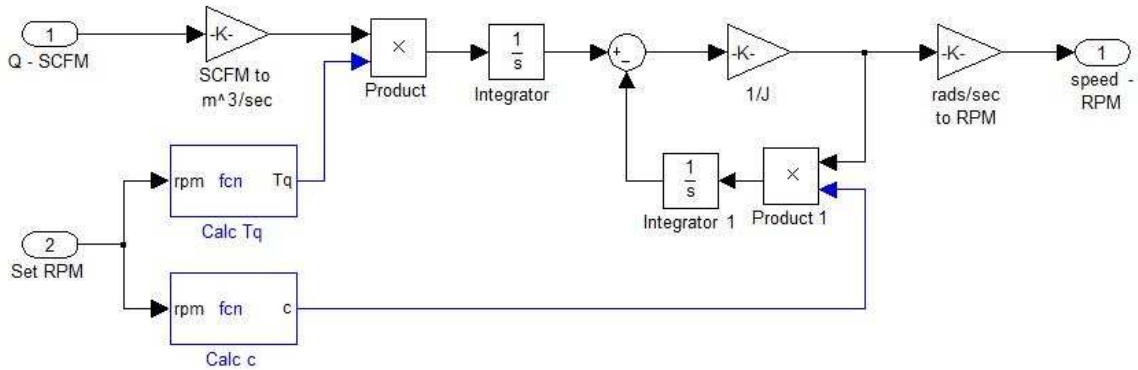 1
Q - SCFM
-K-
SCFM to
m^3/sec
×
Product
1
s
Integrator
+
−
-K-
1/J
-K-
rads/sec
to RPM
1
speed -
RPM
rpm fcn Tq
Calc Tq
1
s
Integrator 1
×
Product 1
2
Set RPM
rpm fcn c
Calc c